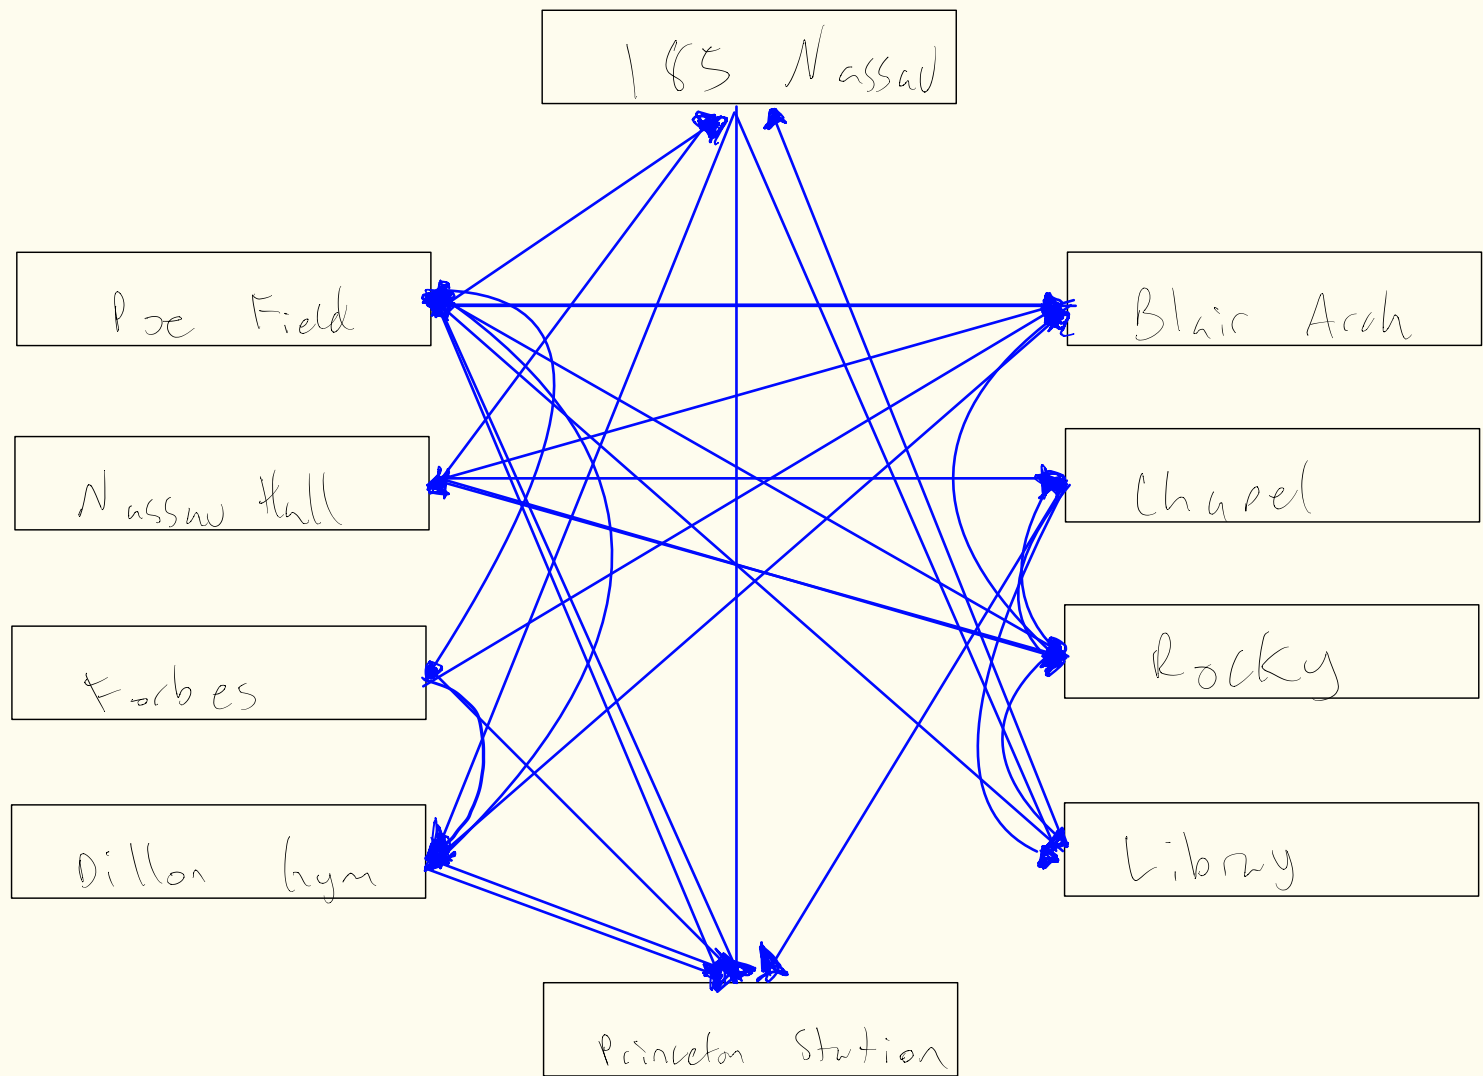 185 Nassau
Poe Field
Blair Arch
Nassau Hall
Chapel
Forbes
Rocky
Dillon Gym
Library
Princeton Station